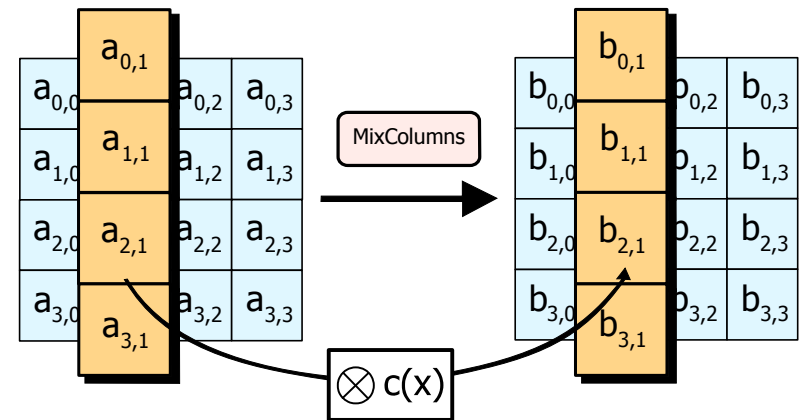 a0,0 a0,1 a0,2 a0,3
a1,0 a1,1 a1,2 a1,3
a2,0 a2,1 a2,2 a2,3
a3,0 a3,1 a3,2 a3,3
MixColumns
b0,0 b0,1 b0,2 b0,3
b1,0 b1,1 b1,2 b1,3
b2,0 b2,1 b2,2 b2,3
b3,0 b3,1 b3,2 b3,3
⊗ c(x)